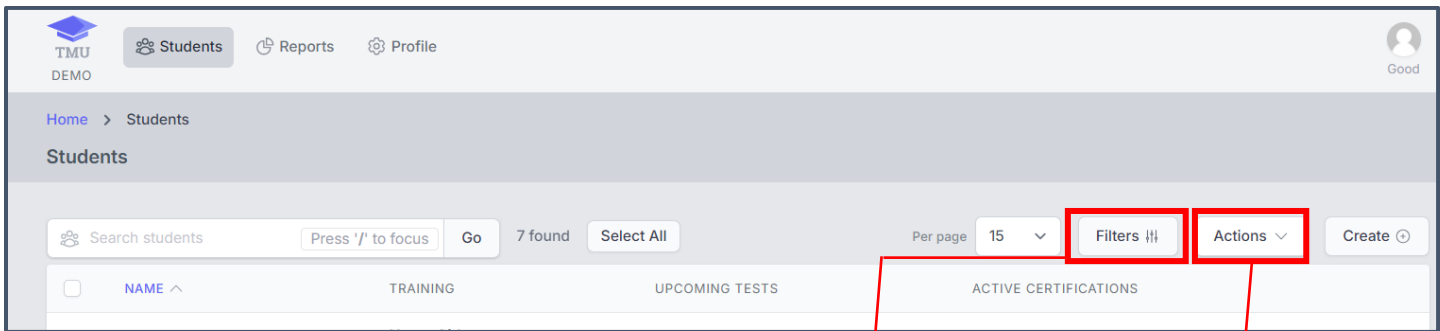 TMU
DEMO
Students
Reports
Profile
Good
Home > Students
Students
Search students Press '/' to focus Go 7 found Select All Per page 15 Filters Actions Create
NAME TRAINING UPCOMING TESTS ACTIVE CERTIFICATIONS